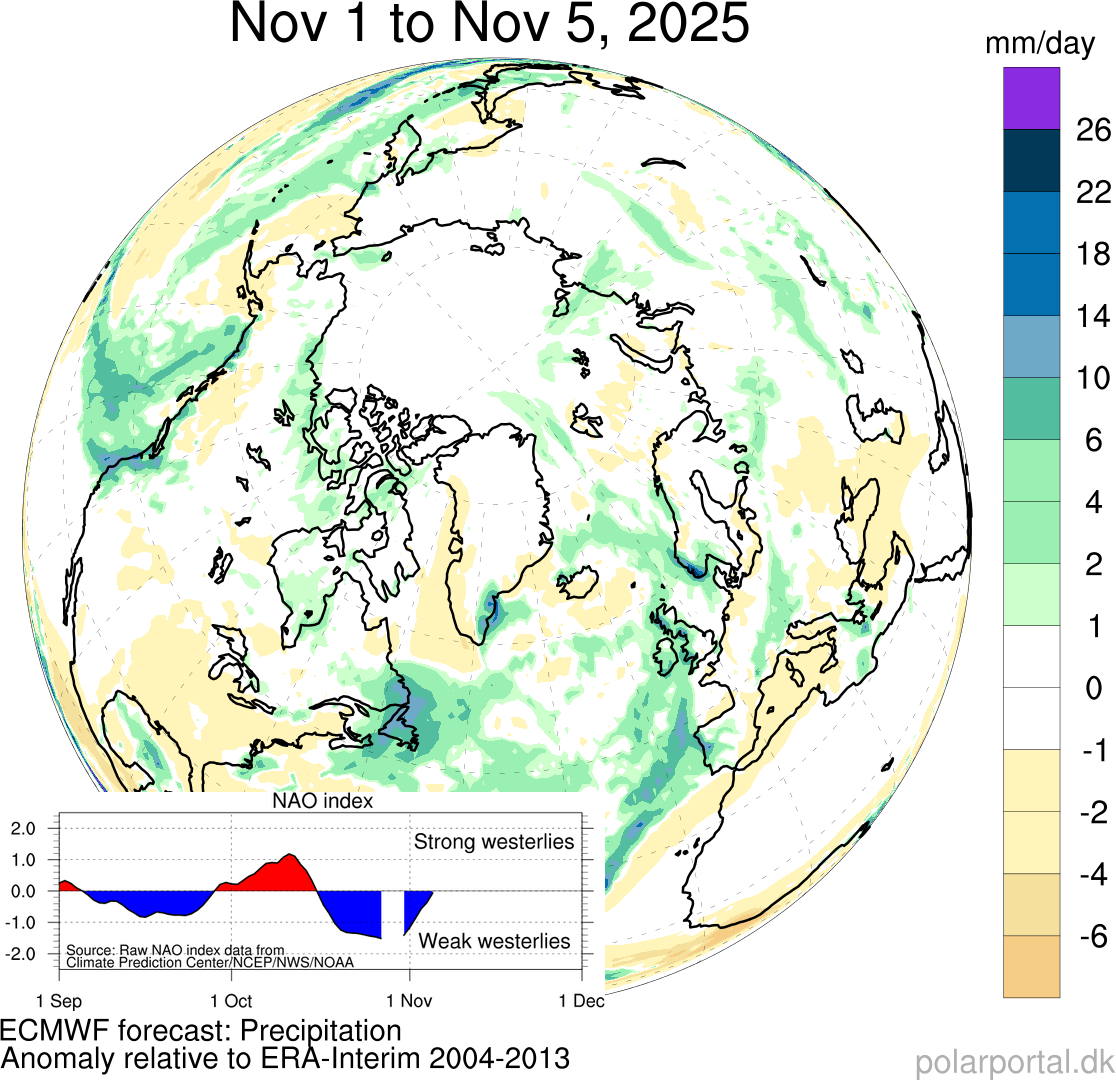 Nov 1 to Nov 5, 2025
mm/day
26
22
18
14
10
6
4
2
1
0
-1
-2
-4
-6
NAO index
2.0
1.0
0.0
-1.0
-2.0
Strong westerlies
Weak westerlies
Source: Raw NAO index data from
Climate Prediction Center/NCEP/NWS/NOAA
1 Sep 1 Oct 1 Nov 1 Dec
ECMWF forecast: Precipitation
Anomaly relative to ERA-Interim 2004-2013
polarportal.dk